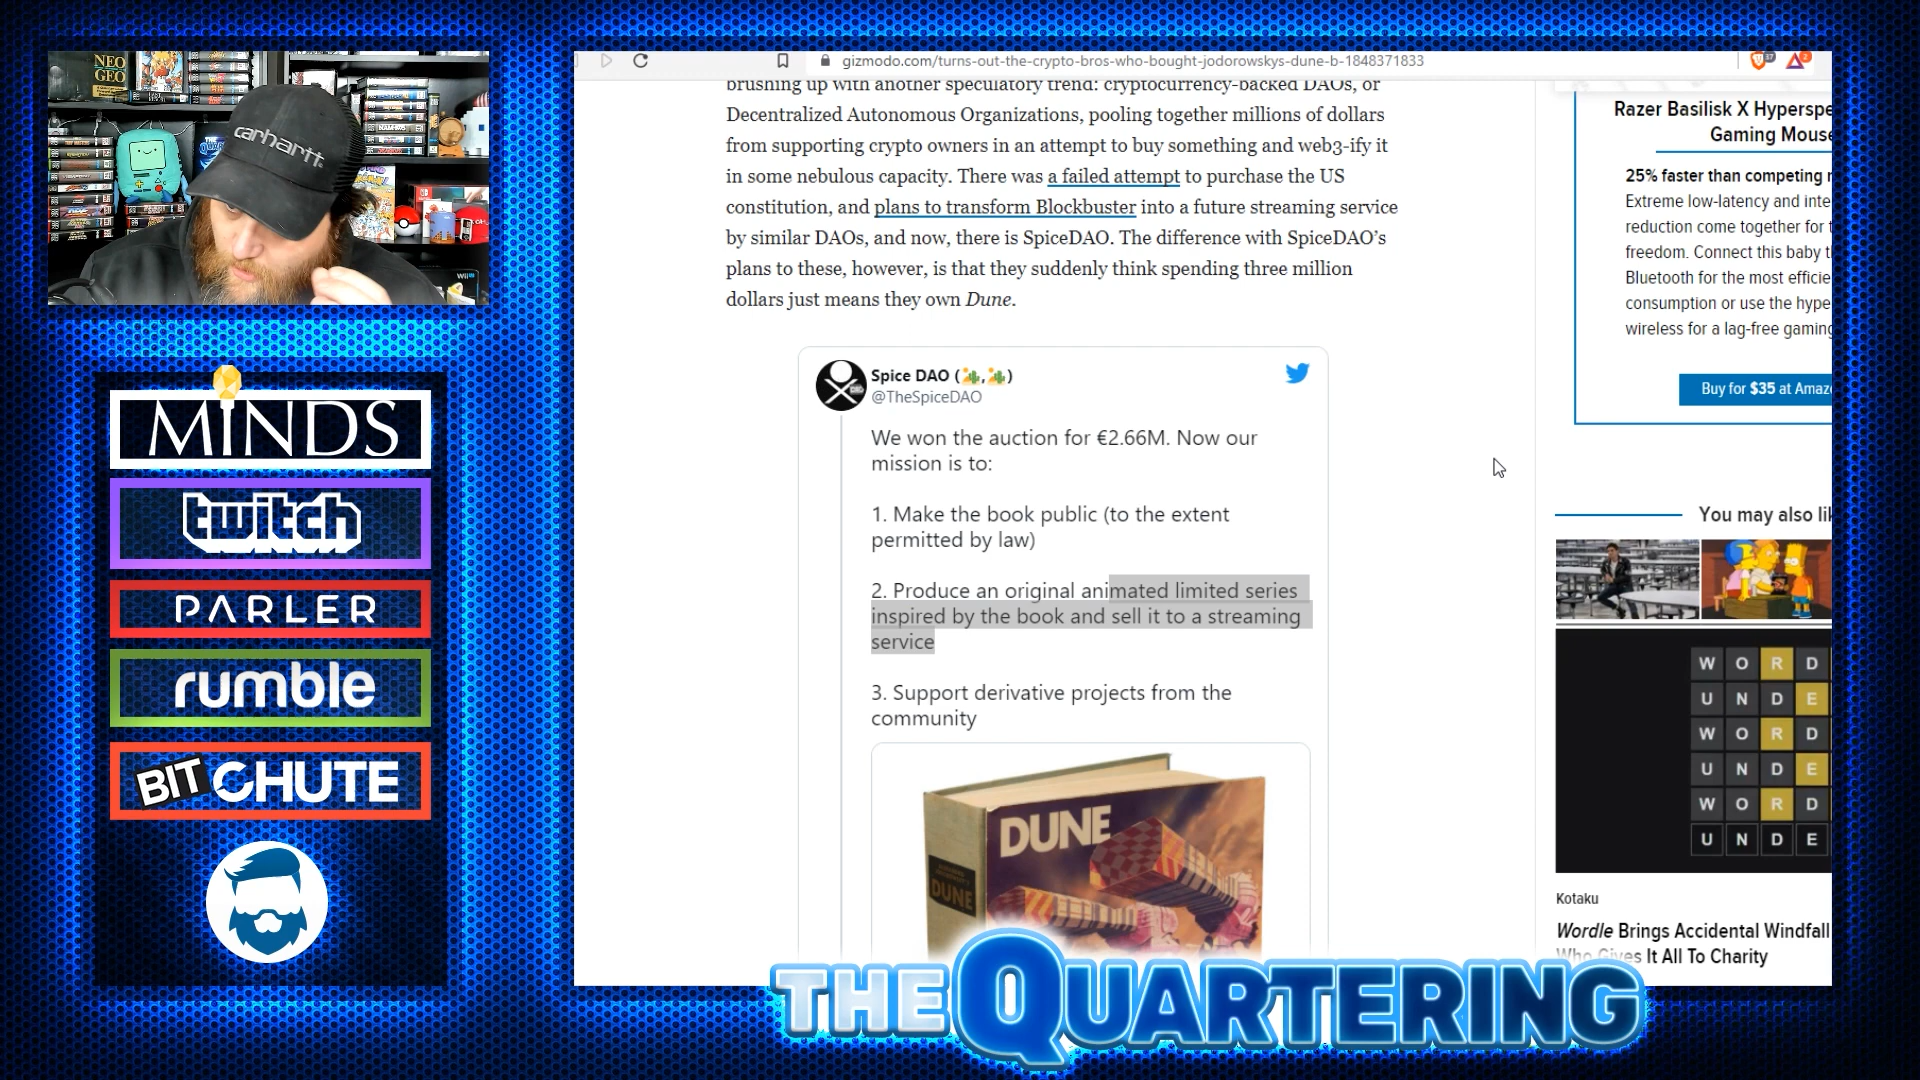 NEO
GEO
carhartt
Wii
MINDS
twitch
PARLER
rumble
BITCHUTE
gizmodo.com/turns-out-the-crypto-bros-who-bought-jodorowskys-dune-b-1848371833
brushing up with another speculatory trend: cryptocurrency-backed DAOs, or
Decentralized Autonomous Organizations, pooling together millions of dollars
from supporting crypto owners in an attempt to buy something and web3-ify it
in some nebulous capacity. There was a failed attempt to purchase the US
constitution, and plans to transform Blockbuster into a future streaming service
by similar DAOs, and now, there is SpiceDAO. The difference with SpiceDAO’s
plans to these, however, is that they suddenly think spending three million
dollars just means they own Dune.
Spice DAO (🏜️,🏜️)
@TheSpiceDAO
We won the auction for €2.66M. Now our
mission is to:
1. Make the book public (to the extent
permitted by law)
2. Produce an original animated limited series
inspired by the book and sell it to a streaming
service
3. Support derivative projects from the
community
DUNE
DUNE
Razer Basilisk X Hyperspe
Gaming Mouse
25% faster than competing
Extreme low-latency and inte
reduction come together for
freedom. Connect this baby
Bluetooth for the most efficie
consumption or use the hype
wireless for a lag-free gaming
Buy for $35 at Amaz
You may also li
W O R D
U N D E
W O R D
U N D E
W O R D
U N D E
Kotaku
Wordle Brings Accidental Windfall
Who Gives It All To Charity
THE QUARTERING